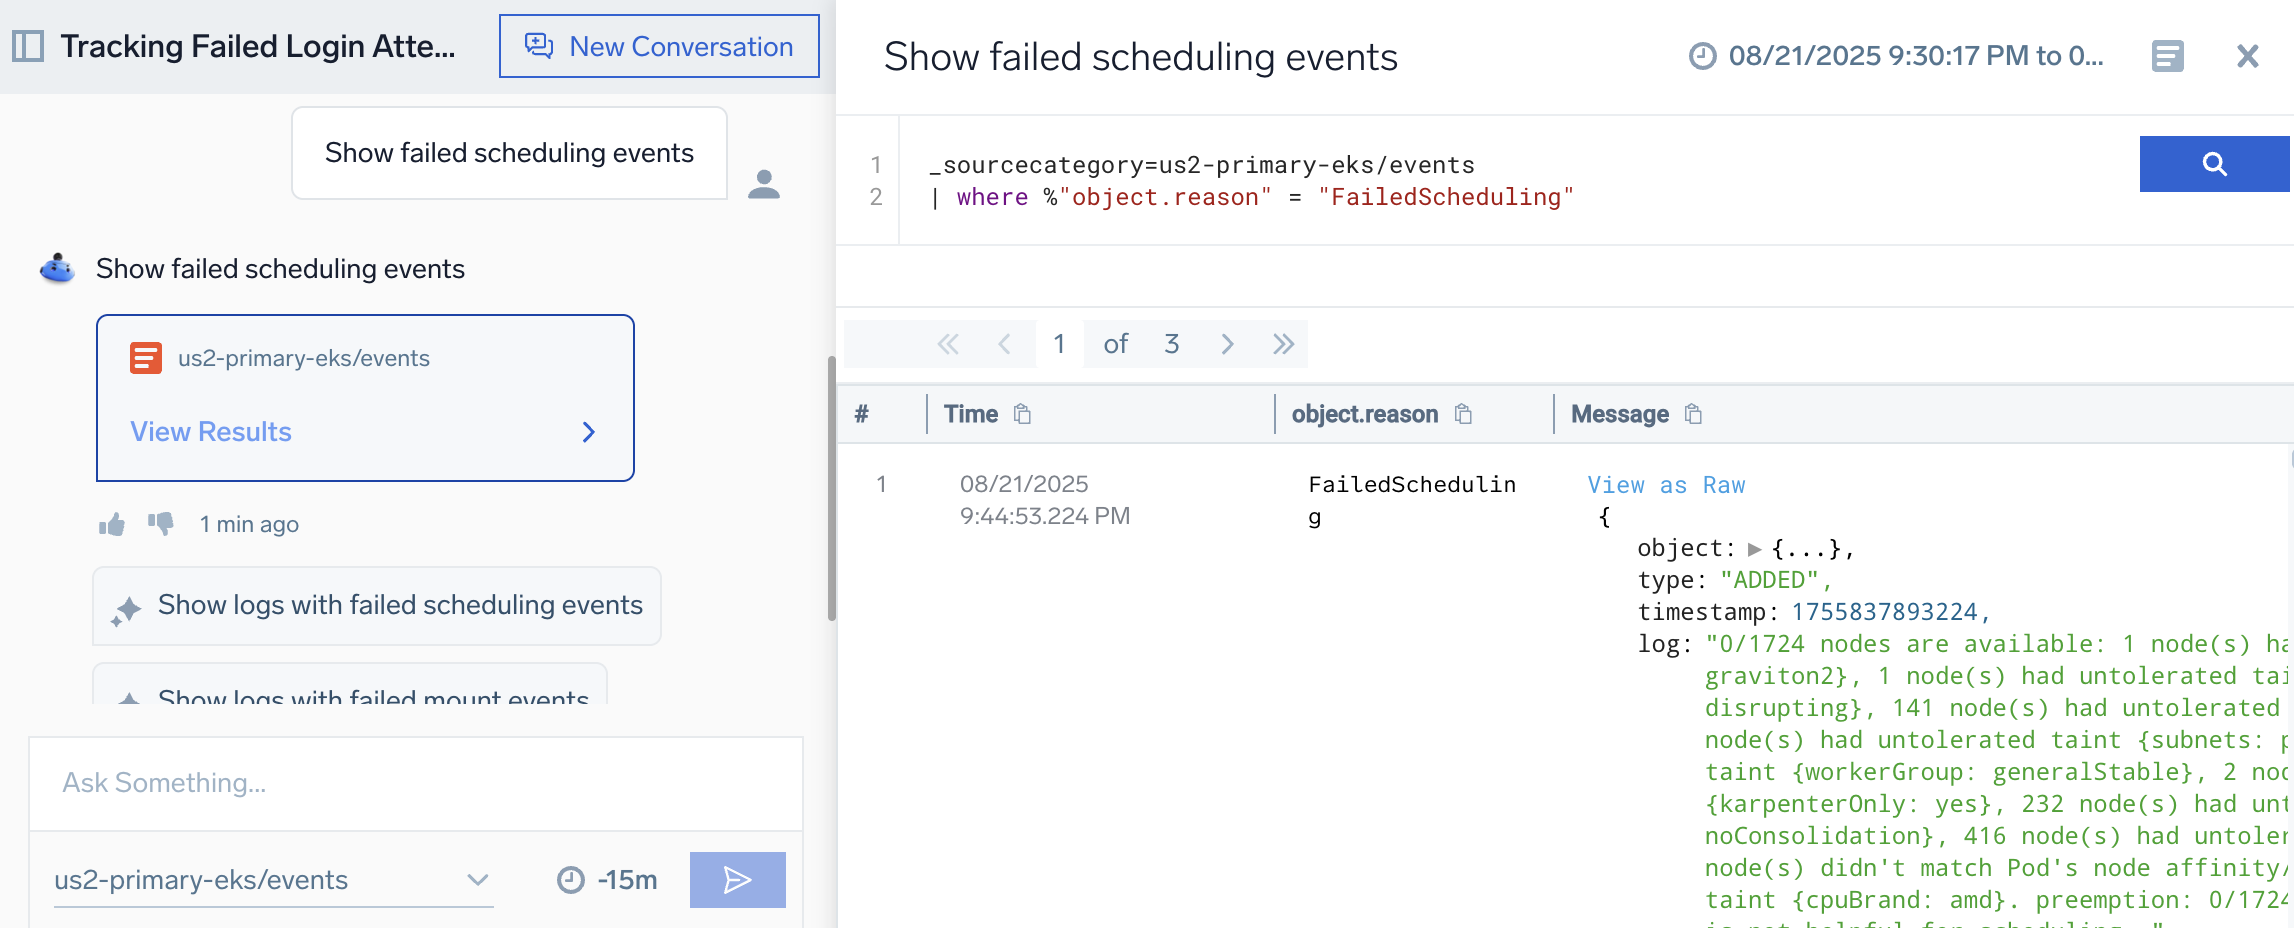 Tracking Failed Login Atte...
New Conversation
Show failed scheduling events
Show failed scheduling events
us2-primary-eks/events
View Results
1 min ago
Show logs with failed scheduling events
Show logs with failed mount events
Ask Something...
us2-primary-eks/events
-15m
Show failed scheduling events
08/21/2025 9:30:17 PM to 0...
1 _sourcecategory=us2-primary-eks/events
2 | where %"object.reason" = "FailedScheduling"
1 of 3
# Time object.reason Message
1 08/21/2025 FailedSchedulin View as Raw
9:44:53.224 PM g {
object: {...},
type: "ADDED",
timestamp: 1755837893224,
log: "0/1724 nodes are available: 1 node(s) ha
graviton2}, 1 node(s) had untolerated tai
disrupting}, 141 node(s) had untolerated
node(s) had untolerated taint {subnets: p
taint {workerGroup: generalStable}, 2 nod
{karpenterOnly: yes}, 232 node(s) had unt
noConsolidation}, 416 node(s) had untoler
node(s) didn't match Pod's node affinity/
taint {cpuBrand: amd}. preemption: 0/1724
is not helpful for scheduling. "